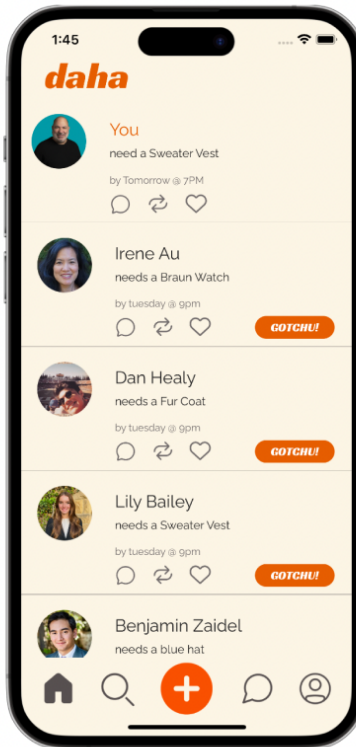 1:45
daha
You
need a Sweater Vest
by Tomorrow @ 7PM
Irene Au
needs a Braun Watch
by tuesday @ 9pm
GOTCHU!
Dan Healy
needs a Fur Coat
by tuesday @ 9pm
GOTCHU!
Lily Bailey
needs a Sweater Vest
by tuesday @ 9pm
GOTCHU!
Benjamin Zaidel
needs a blue hat